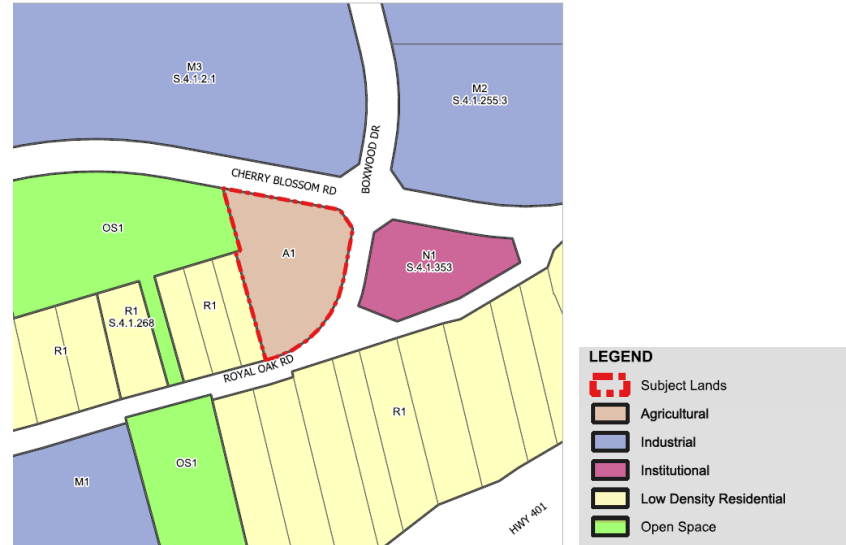 M3
S.4.1.2.1
M2
S.4.1.255.3
BOXWOOD DR
CHERRY BLOSSOM RD
OS1
A1
N1
S.4.1.353
R1
R1
S.4.1.268
R1
ROYAL OAK RD
R1
OS1
M1
HWY 401
LEGEND
Subject Lands
Agricultural
Industrial
Institutional
Low Density Residential
Open Space